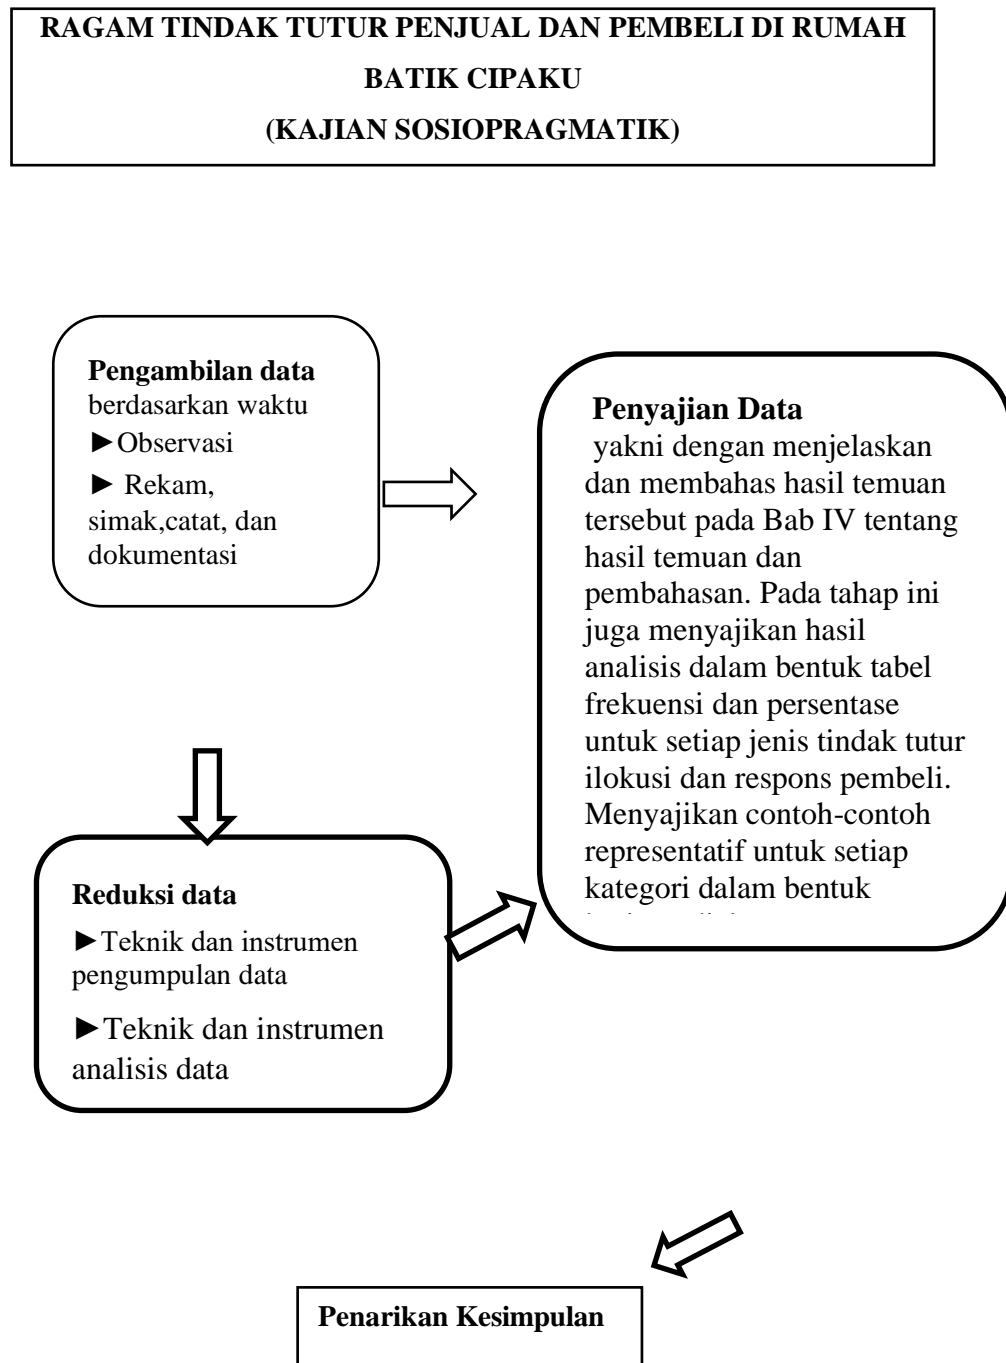 RAGAM TINDAK TUTUR PENJUAL DAN PEMBELI DI RUMAH
BATIK CIPAKU
(KAJIAN SOSIOPRAGMATIK)
Pengambilan data
berdasarkan waktu
►Observasi
► Rekam,
simak,catat, dan
dokumentasi
Penyajian Data
yakni dengan menjelaskan
dan membahas hasil temuan
tersebut pada Bab IV tentang
hasil temuan dan
pembahasan. Pada tahap ini
juga menyajikan hasil
analisis dalam bentuk tabel
frekuensi dan persentase
untuk setiap jenis tindak tutur
ilokusi dan respons pembeli.
Menyajikan contoh-contoh
representatif untuk setiap
kategori dalam bentuk
Reduksi data
►Teknik dan instrumen
pengumpulan data
►Teknik dan instrumen
analisis data
Penarikan Kesimpulan